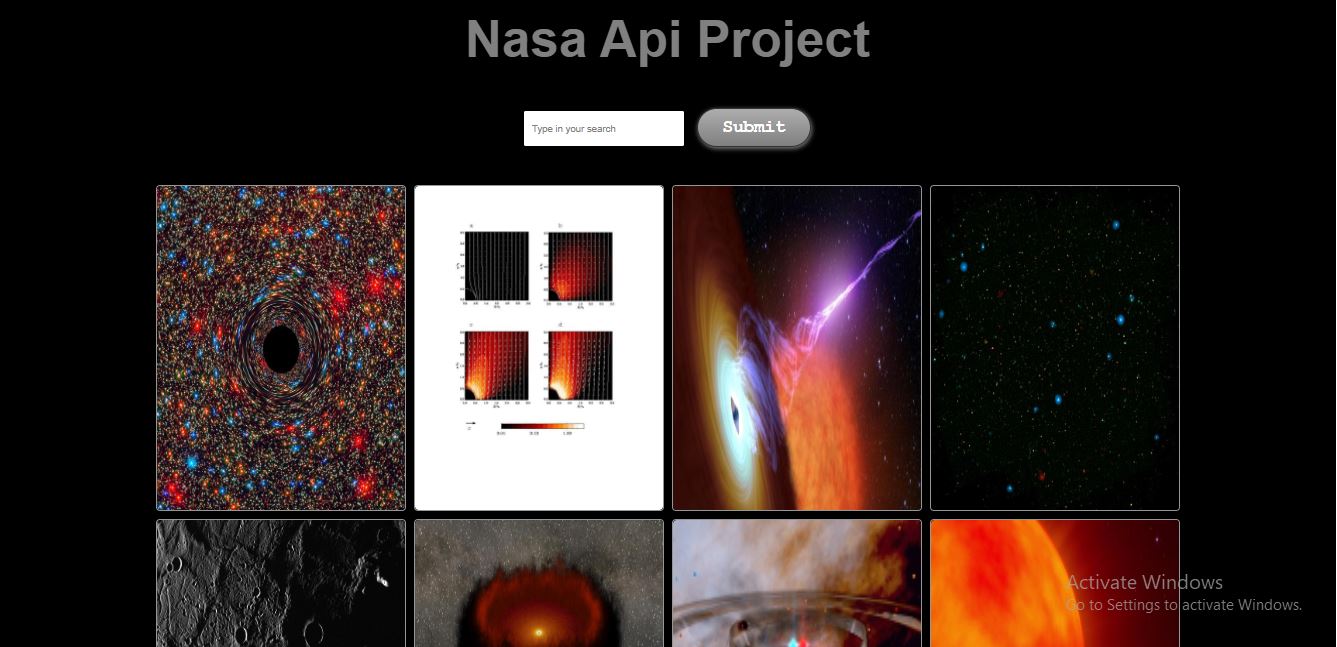 Nasa Api Project
Type in your search
Submit
a
b
c
d
Activate Windows
Go to Settings to activate Windows.